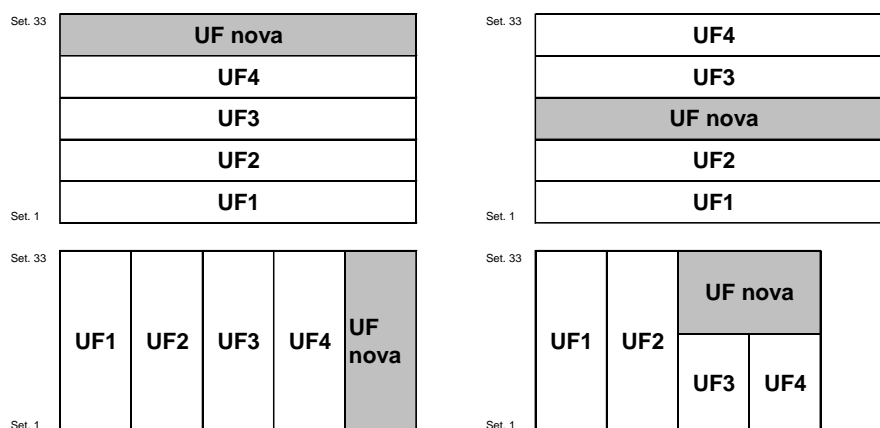 Set. 33
UF nova
UF4
UF3
UF2
UF1
Set. 1
Set. 33
UF4
UF3
UF nova
UF2
UF1
Set. 1
Set. 33
UF1 UF2 UF3 UF4 UF
nova
Set. 1
Set. 33
UF nova
UF1 UF2
UF3 UF4
Set. 1